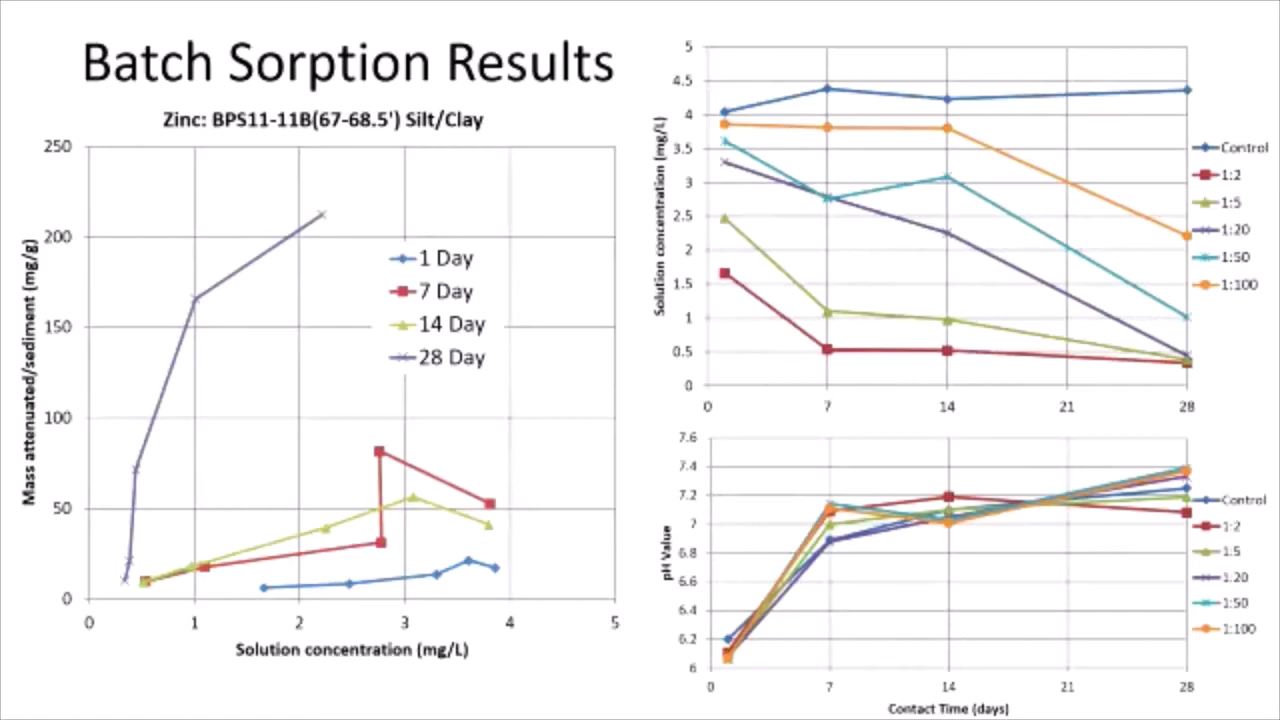 Batch Sorption Results
Zinc: BPS11-11B(67-68.5') Silt/Clay
250
200
150
100
50
0
0 1 2 3 4 5
Mass attenuated/sediment (mg/g)
Solution concentration (mg/L)
1 Day
7 Day
14 Day
28 Day
5
4.5
4
3.5
3
2.5
2
1.5
1
0.5
0
0 7 14 21 28
Solution concentration (mg/L)
Control
1:2
1:5
1:20
1:50
1:100
7.6
7.4
7.2
7
6.8
6.6
6.4
6.2
6
0 7 14 21 28
pH Value
Contact Time (days)
Control
1:2
1:5
1:20
1:50
1:100